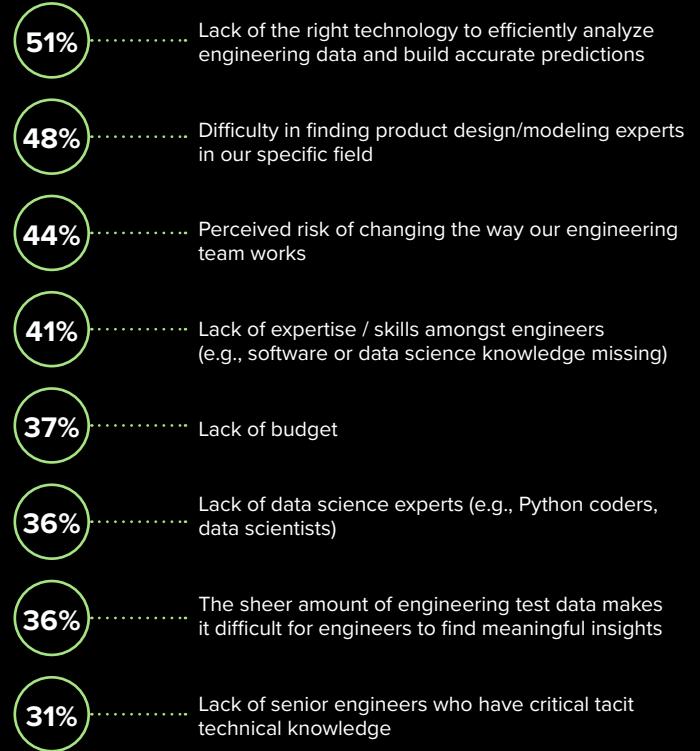 51%
Lack of the right technology to efficiently analyze
engineering data and build accurate predictions
48%
Difficulty in finding product design/modeling experts
in our specific field
44%
Perceived risk of changing the way our engineering
team works
41%
Lack of expertise / skills amongst engineers
(e.g., software or data science knowledge missing)
37%
Lack of budget
36%
Lack of data science experts (e.g., Python coders,
data scientists)
36%
The sheer amount of engineering test data makes
it difficult for engineers to find meaningful insights
31%
Lack of senior engineers who have critical tacit
technical knowledge